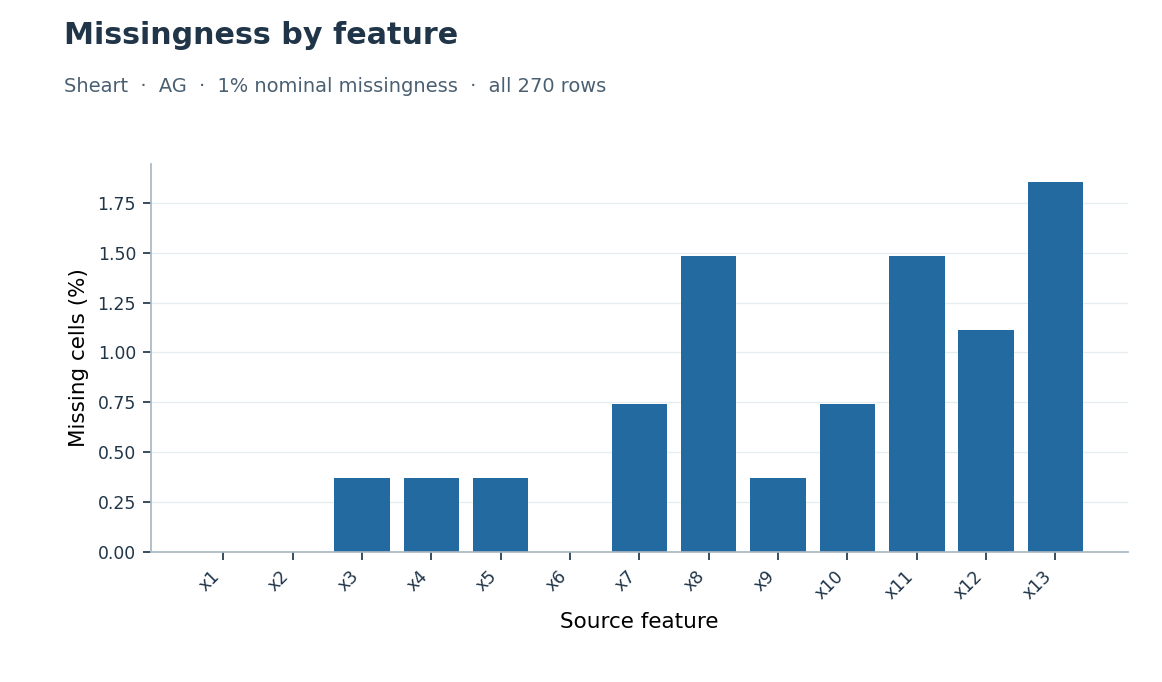 Missingness by feature
Sheart · AG · 1% nominal missingness · all 270 rows
Missing cells (%)
1.75
1.50
1.25
1.00
0.75
0.50
0.25
0.00
x1 x2 x3 x4 x5 x6 x7 x8 x9 x10 x11 x12 x13
Source feature